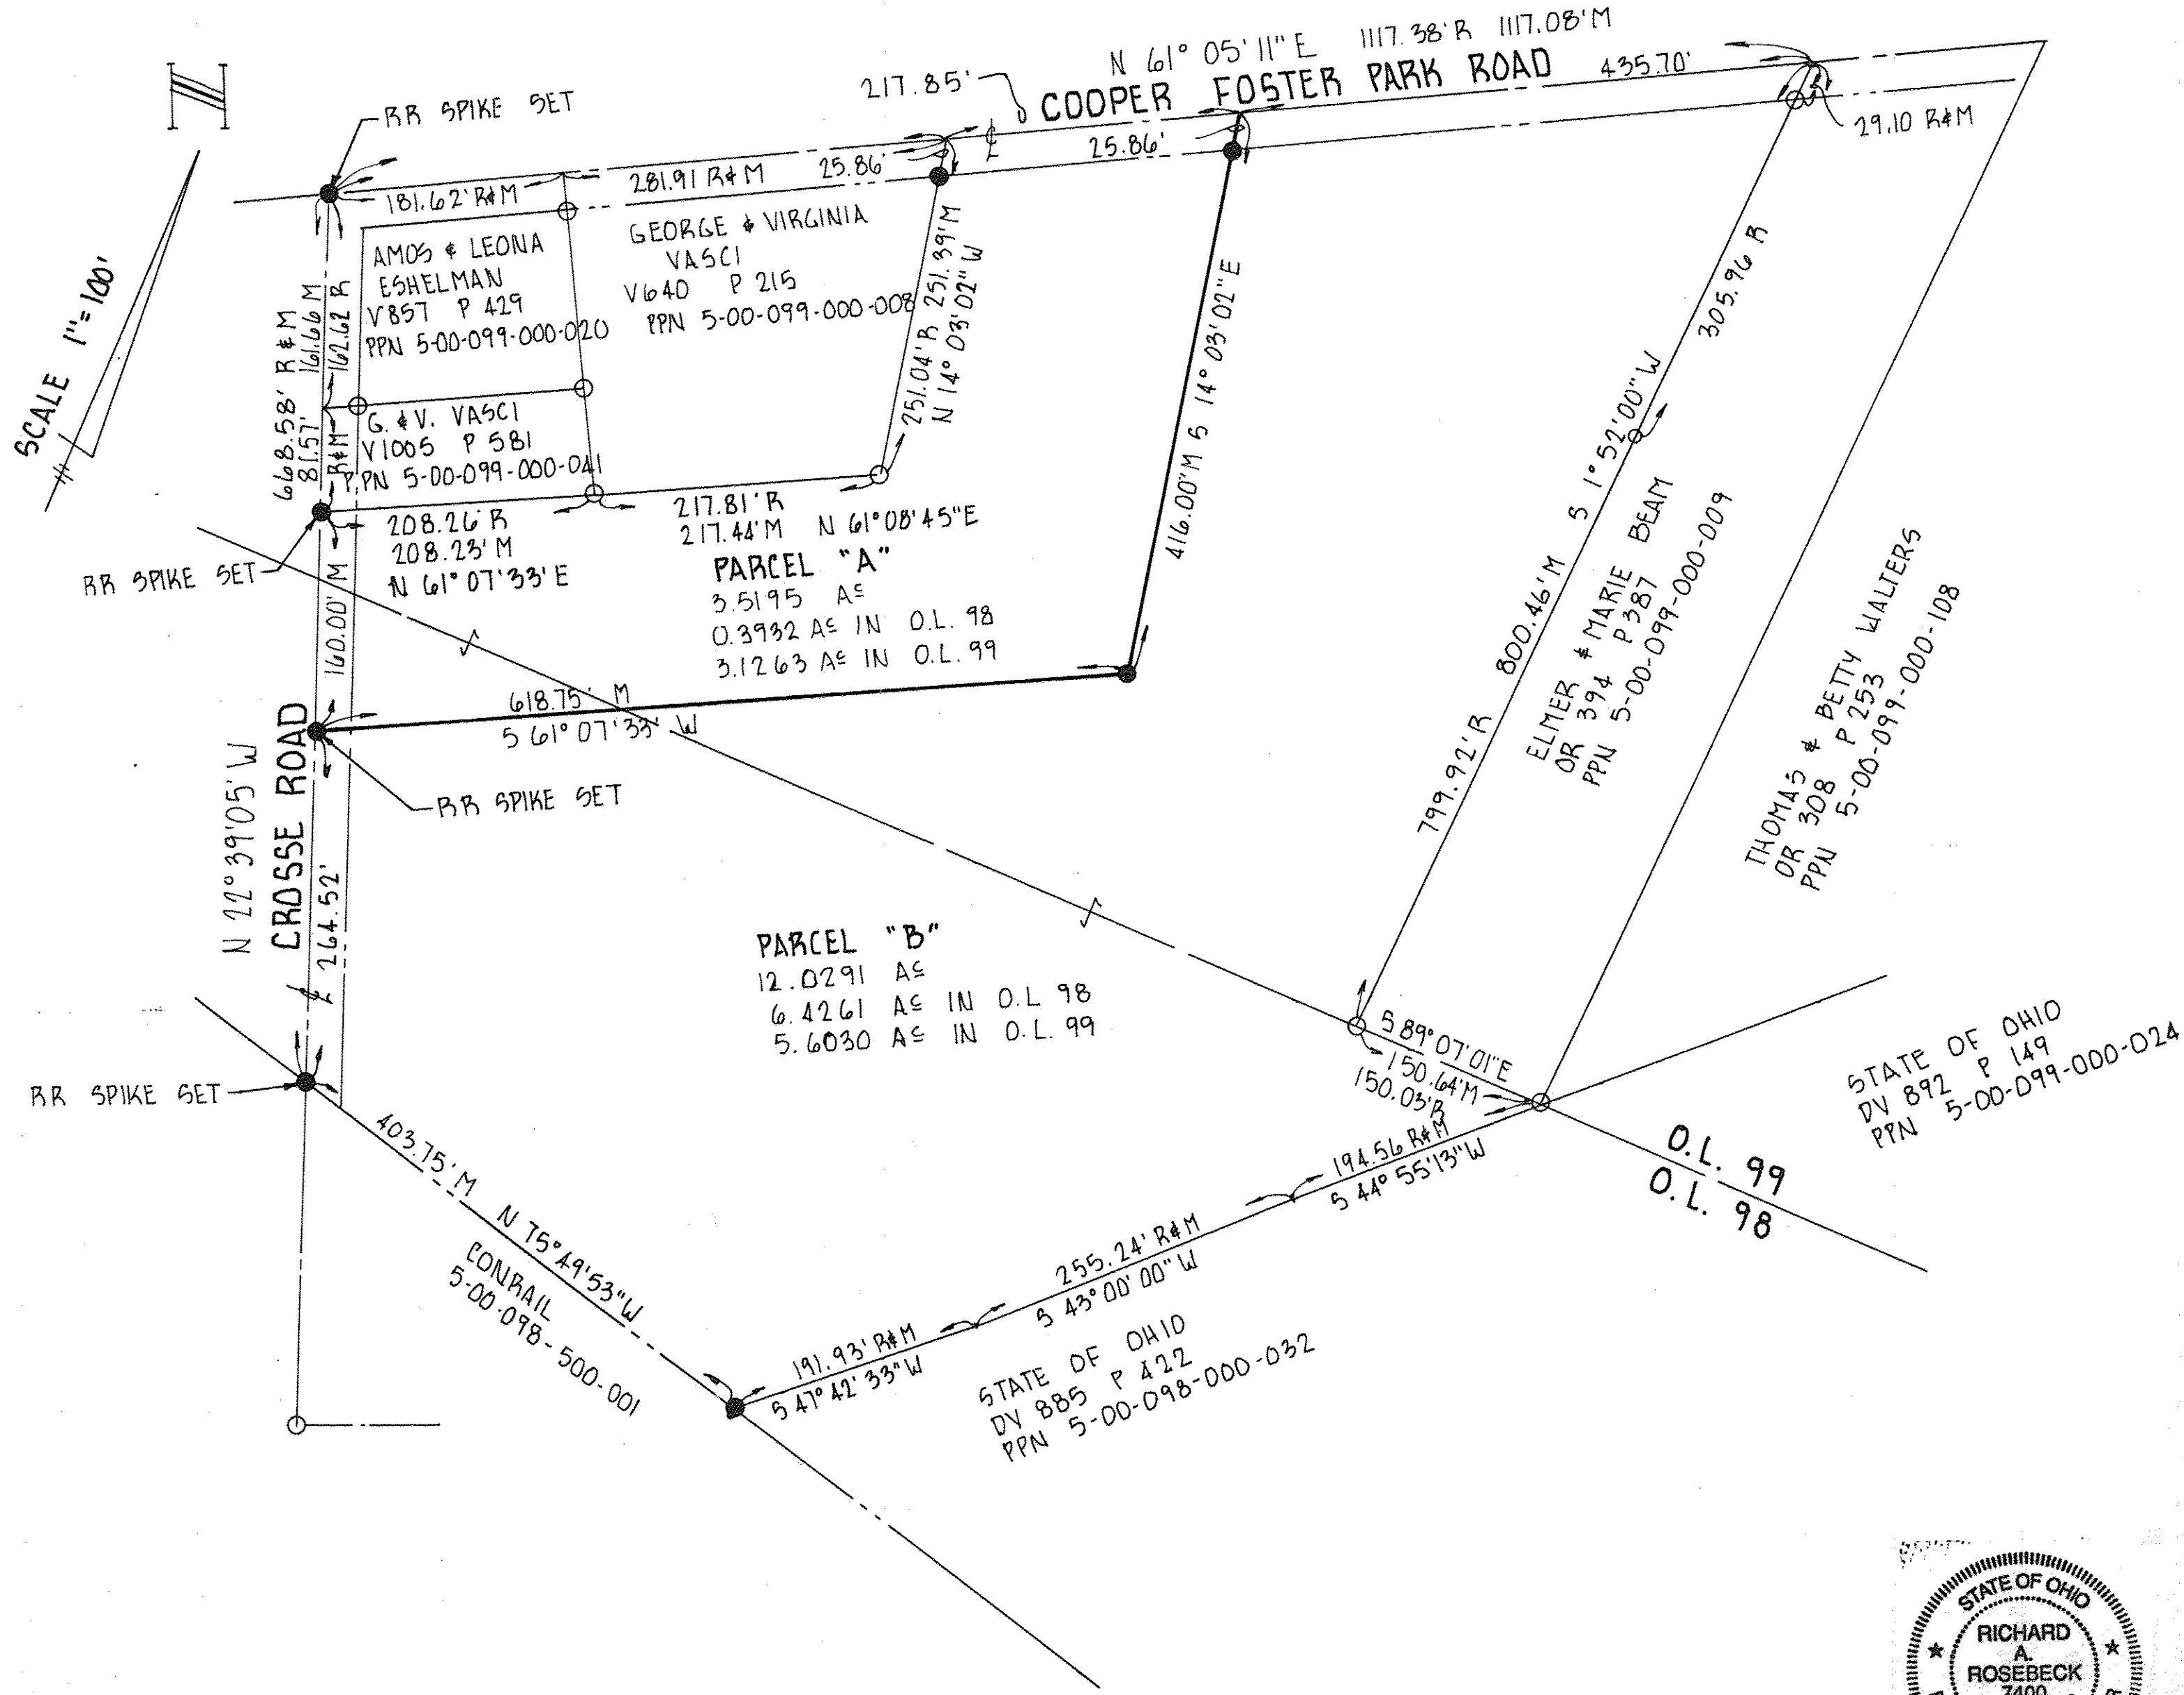 N
SCALE 1"=100'
RR SPIKE SET
N 61° 05'11" E 1117.38' R 1117.08' M
217.85'
COOPER FOSTER PARK ROAD
435.70'
29.10 R&M
181.62' R&M
281.91 R&M
25.86'
25.86'
AMOS & LEONA
ESHELMAN
V857 P 429
PPN 5-00-099-000-020
GEORGE & VIRGINIA
VASCI
V640 P 215
PPN 5-00-099-000-008
251.04' R 251.39' M
N 14° 03'02" W
668.58' R&M
81.57'
R&M
161.66 M
162.62 R
G. & V. VASCI
V1005 P 581
P.PN 5-00-099-000-041
416.00" M S 14° 03'02" E
305.96 R
S 1°52'00" W
800.46' M
799.92' R
ELMER & MARIE BEAM
OR 394 P 387
PPN 5-00-099-000-009
THOMAS & BETTY WALTERS
OR 308 P 253
PPN 5-00-099-000-108
208.26' R
208.23' M
N 61° 07'33' E
217.81' R
217.44' M N 61°08'45"E
RR SPIKE SET
160.00' M
PARCEL "A"
3.5195 Ac
0.3932 Ac IN O.L. 98
3.1263 Ac IN O.L. 99
618.75' M
S 61° 07'33' W
RR SPIKE SET
N 22° 39'05' W
CROSSE ROAD
264.52'
PARCEL "B"
12.0291 Ac
6.4261 Ac IN O.L 98
5.6030 Ac IN O.L. 99
RR SPIKE SET
S 89° 07'01"E
150.64' M
150.03' R
STATE OF OHIO
DV 892 P 149
PPN 5-00-099-000-024
O.L. 99
O.L. 98
403.75' M
N 75° 49'53" W
CONRAIL
5-00-098-500-001
194.56 R&M
S 44° 55'13" W
255.24' R&M
S 43° 00' 00" W
191.93' R&M
S 47° 42' 33" W
STATE OF OHIO
DV 885 P 422
PPN 5-00-098-000-032
STATE OF OHIO
RICHARD
A.
ROSEBECK
7400